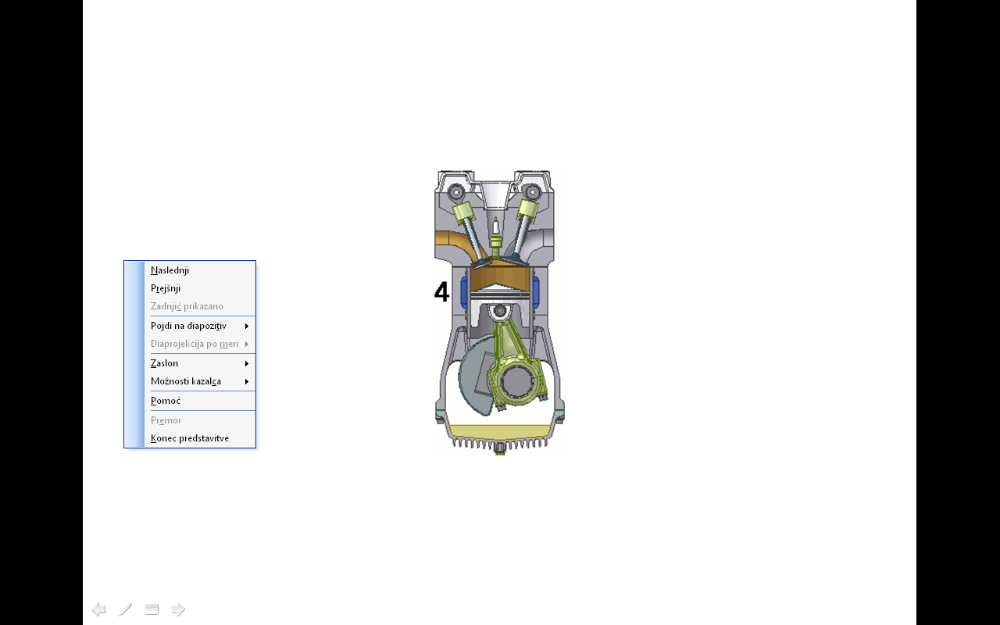 Naslednji
Prejšnji
Zadnjič prikazano
Pojdi na diapozitiv
Diaprojekcija po meri
Zaslon
Možnosti kazalca
Pomoč
Premor
Konec predstavitve
4